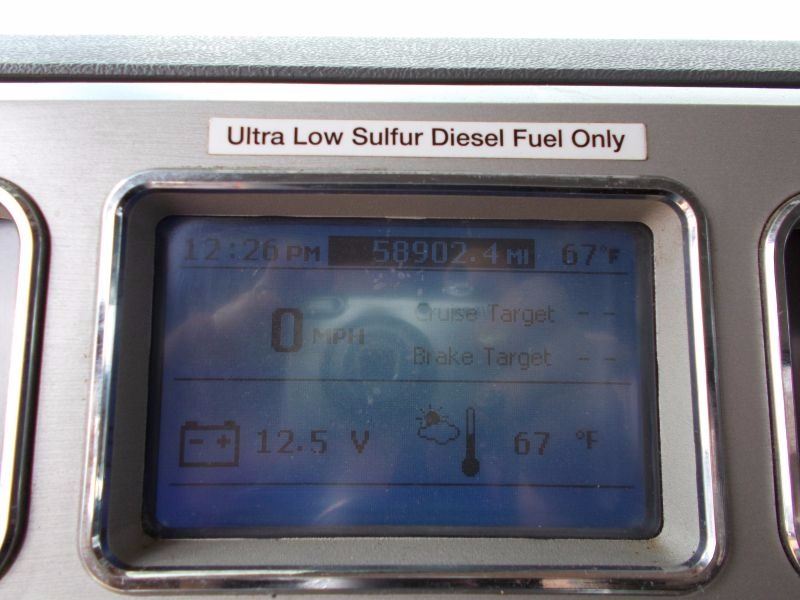 Ultra Low Sulfur Diesel Fuel Only
12:26 PM 58902.4 MI 67°F
0 MPH
Cruise Target - -
Brake Target - -
12.5 V 67 °F